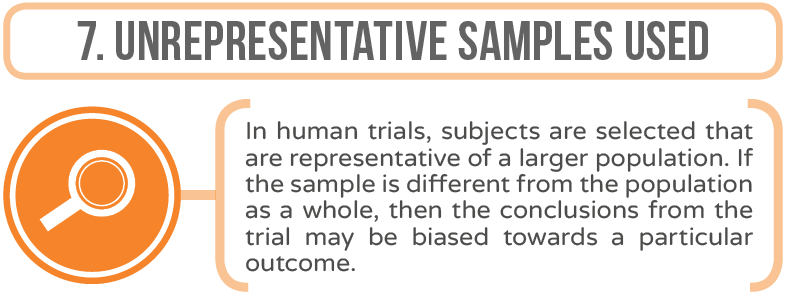 7. UNREPRESENTATIVE SAMPLES USED
In human trials, subjects are selected that
are representative of a larger population. If
the sample is different from the population
as a whole, then the conclusions from the
trial may be biased towards a particular
outcome.